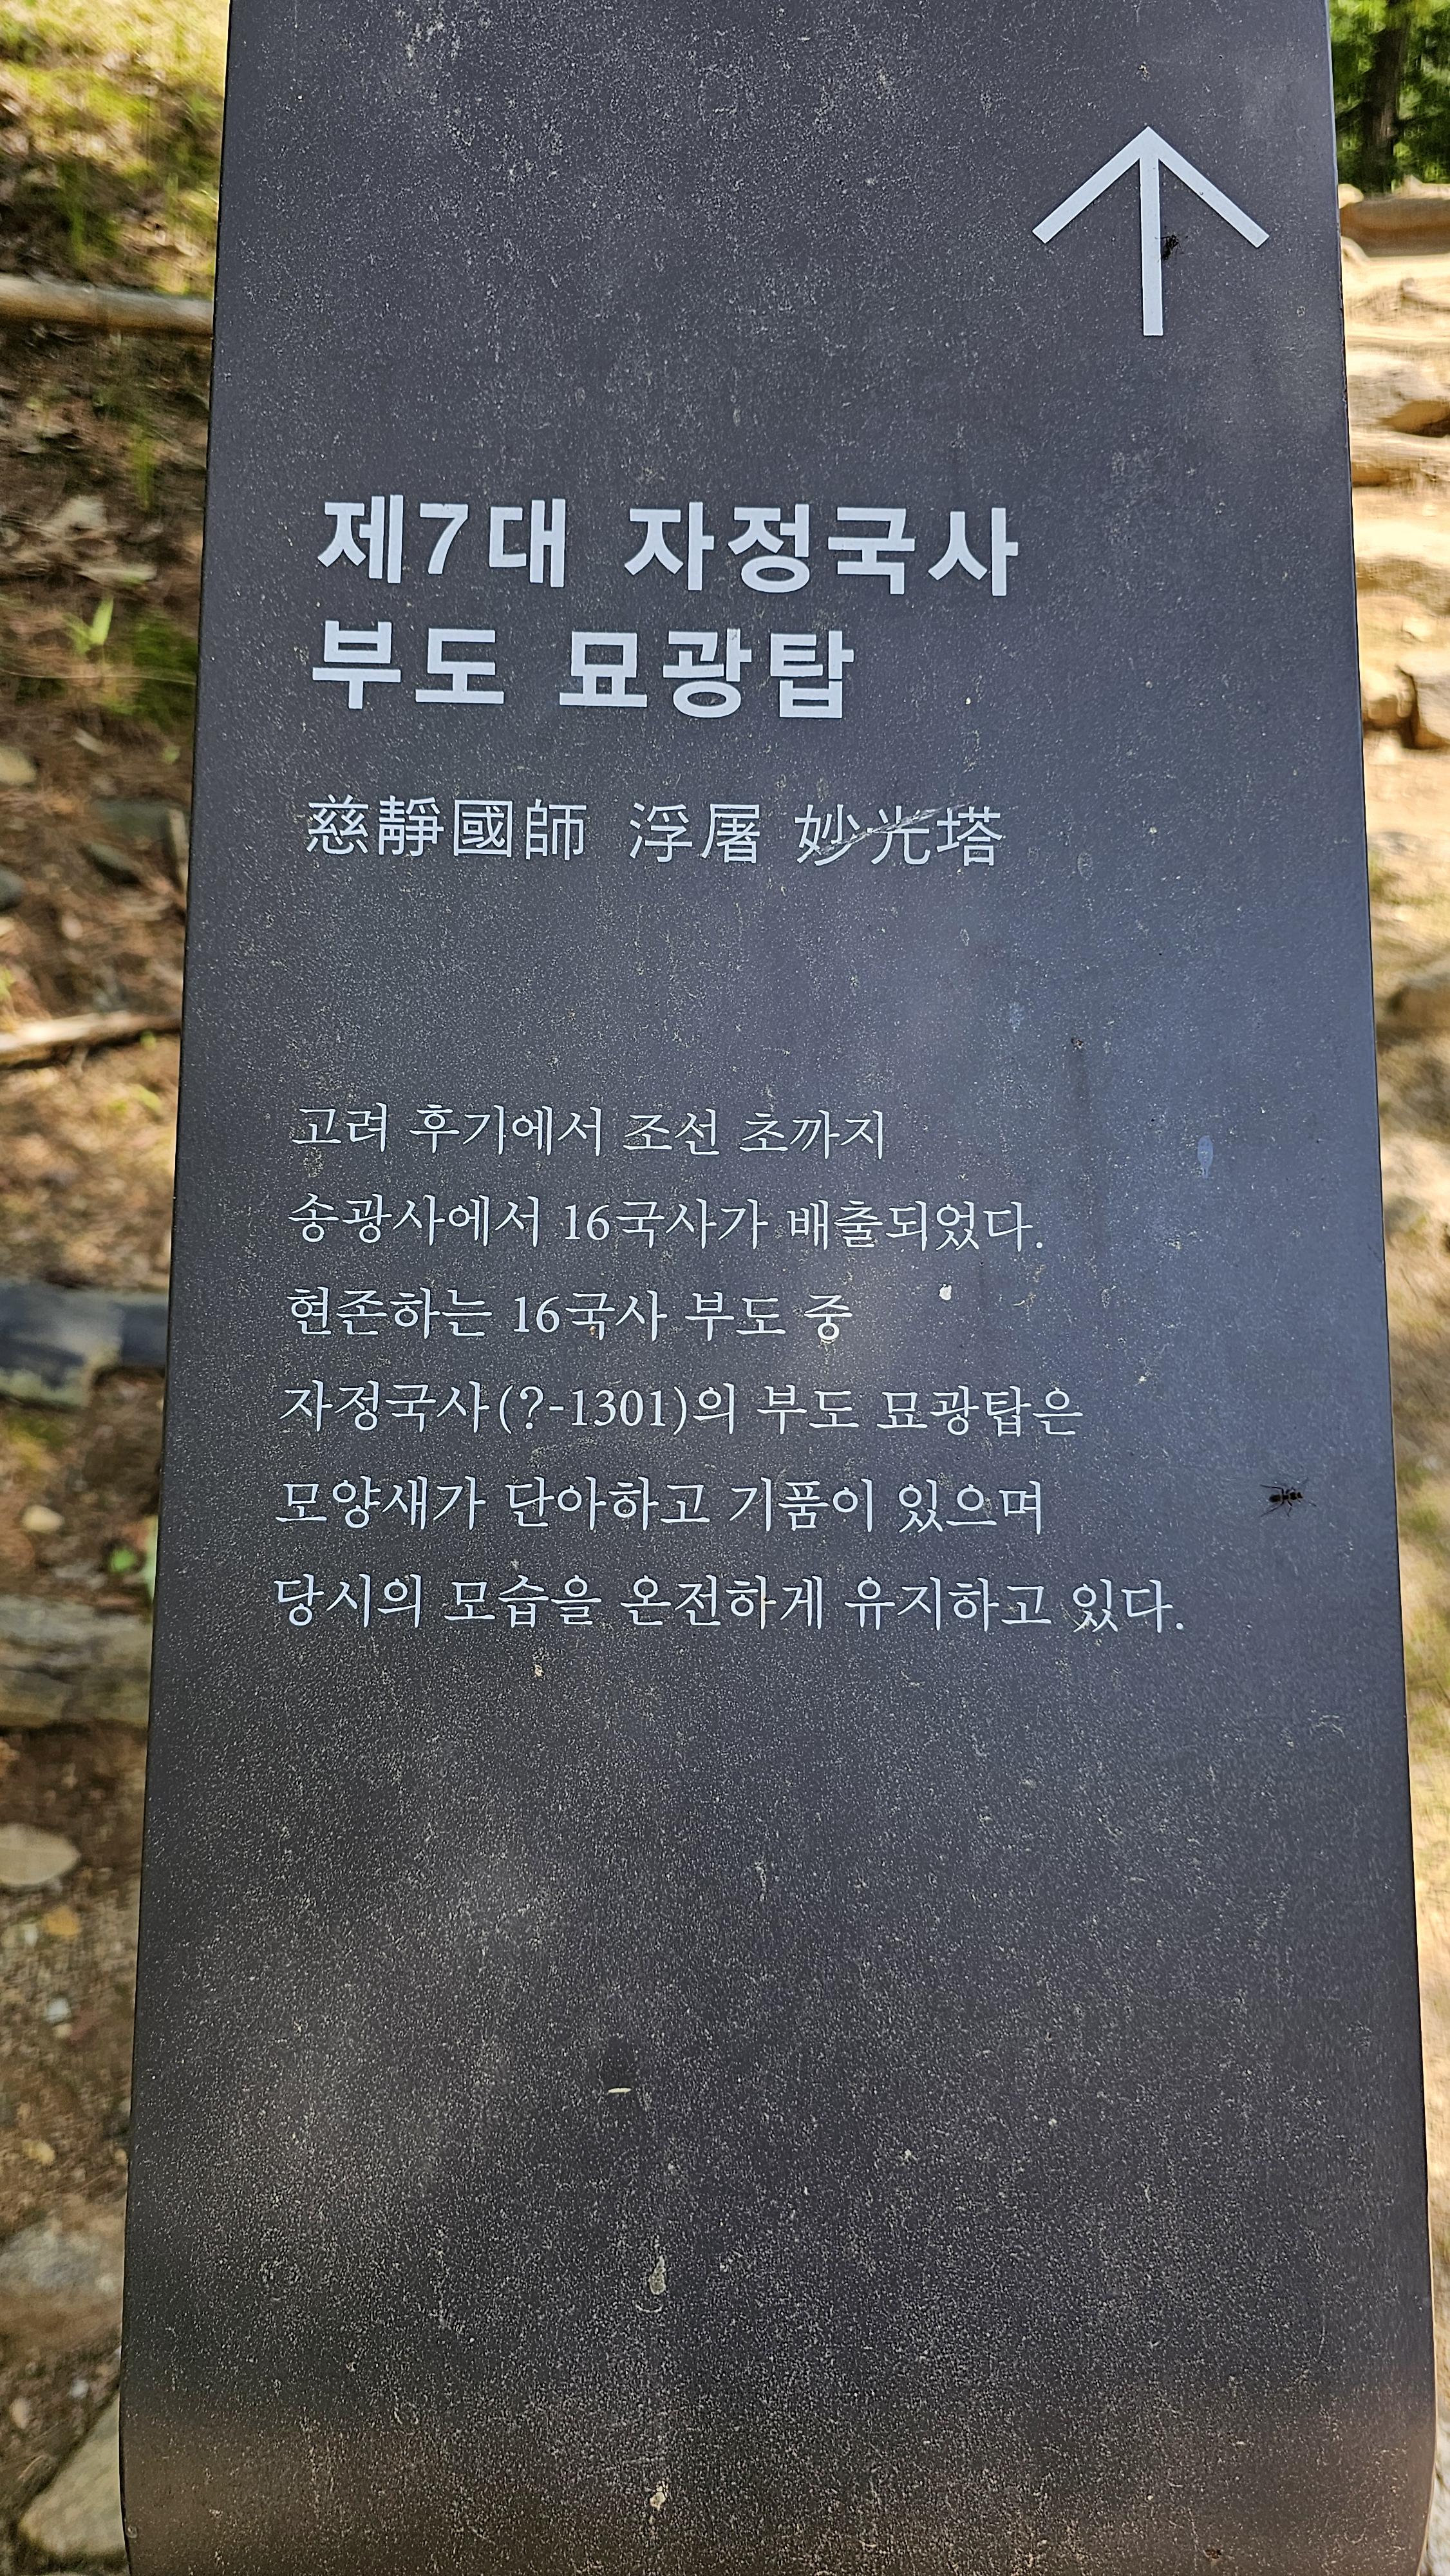 제7대 자정국사
부도 묘광탑
慈靜國師 浮屠 妙光塔
고려 후기에서 조선 초까지
송광사에서 16국사가 배출되었다.
현존하는 16국사 부도 중
자정국사(?-1301)의 부도 묘광탑은
모양새가 단아하고 기품이 있으며
당시의 모습을 온전하게 유지하고 있다.